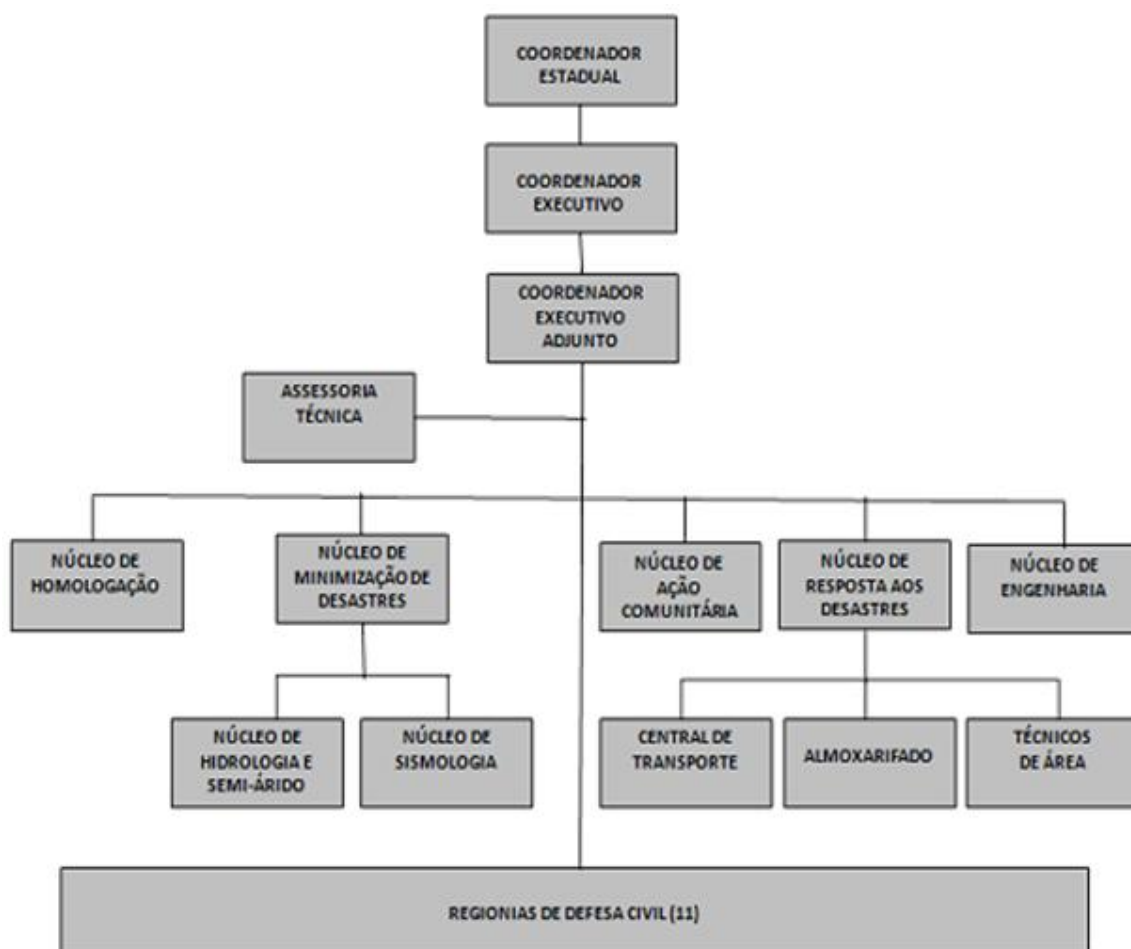 COORDENADOR
ESTADUAL
COORDENADOR
EXECUTIVO
COORDENADOR
EXECUTIVO
ADJUNTO
ASSESSORIA
TÉCNICA
NÚCLEO DE
HOMOLOGAÇÃO
NÚCLEO DE
MINIMIZAÇÃO DE
DESASTRES
NÚCLEO DE
AÇÃO
COMUNITÁRIA
NÚCLEO DE
RESPOSTA AOS
DESASTRES
NÚCLEO DE
ENGENHARIA
NÚCLEO DE
HIDROLOGIA E
SEMI-ÁRIDO
NÚCLEO DE
SISMOLOGIA
CENTRAL DE
TRANSPORTE
ALMOXARIFADO
TÉCNICOS
DE ÁREA
REGIONIAS DE DEFESA CIVIL (11)